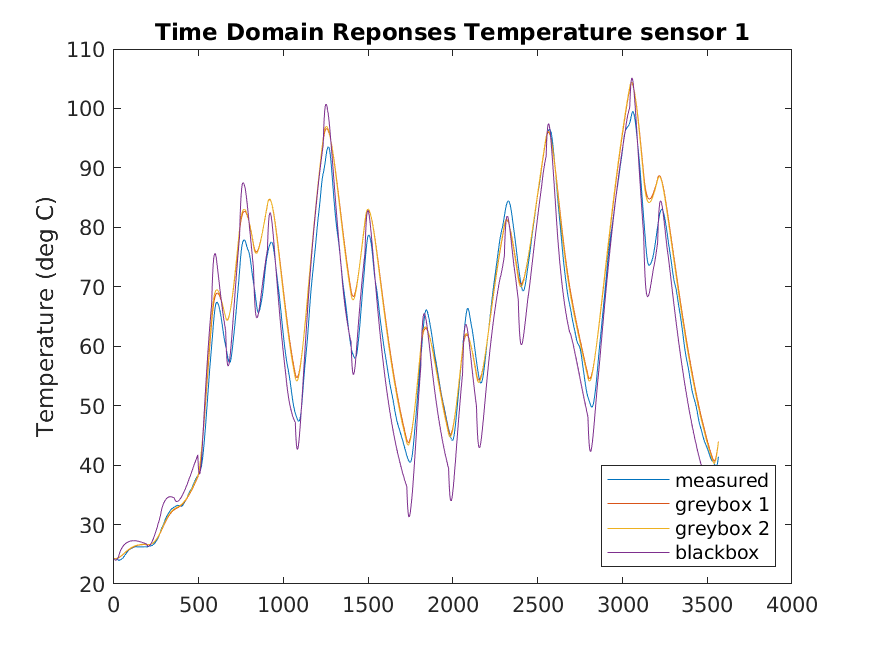 Time Domain Reponses Temperature sensor 1
110
100
90
80
70
60
50
40
30
20
Temperature (deg C)
measured
greybox 1
greybox 2
blackbox
0 500 1000 1500 2000 2500 3000 3500 4000